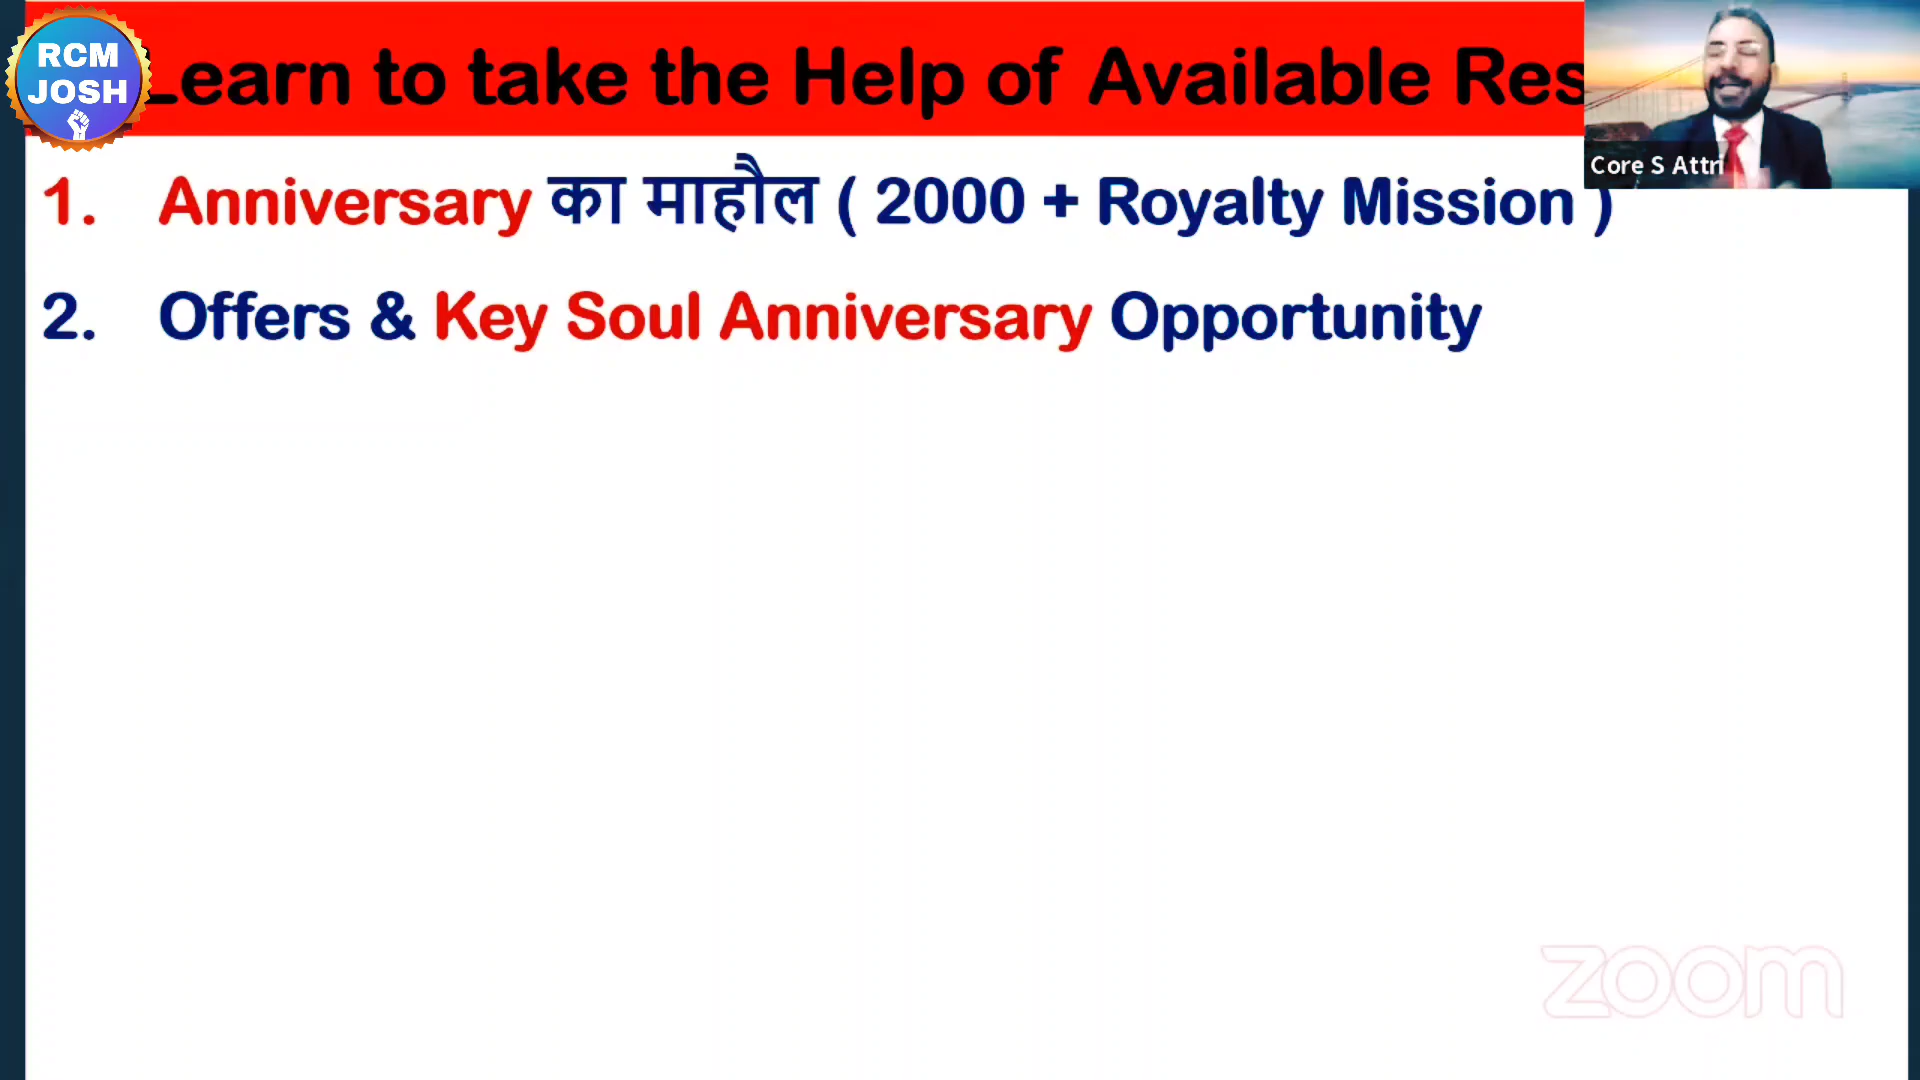 RCM
JOSH
Learn to take the Help of Available Res
Core S Attri
1. Anniversary का माहौल ( 2000 + Royalty Mission )
2. Offers & Key Soul Anniversary Opportunity
zoom